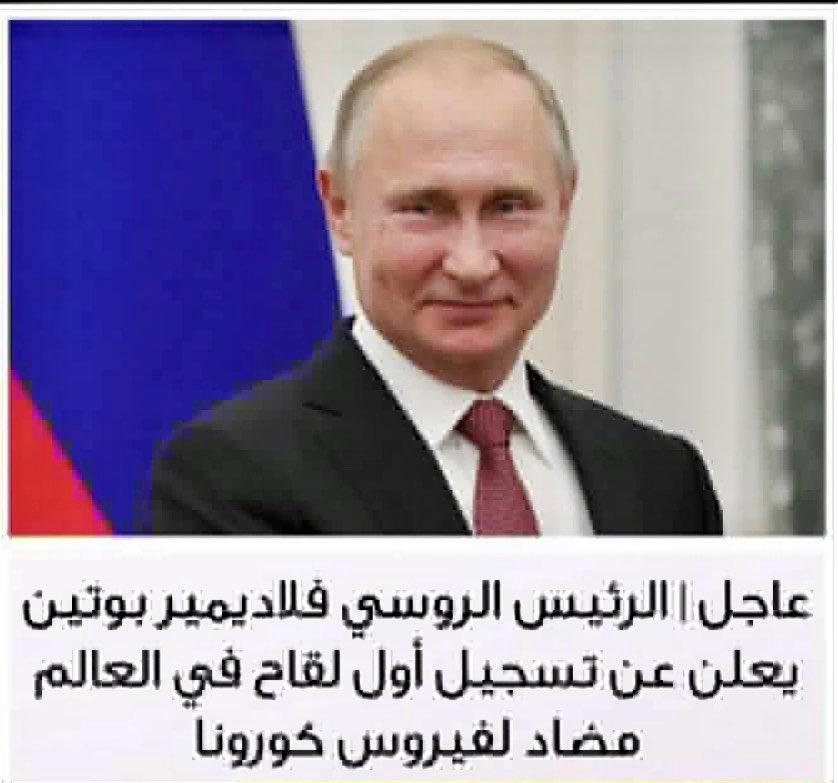 عاجل | الرئيس الروسي فلاديمير بوتين
يعلن عن تسجيل أول لقاح في العالم
مضاد لفيروس كورونا